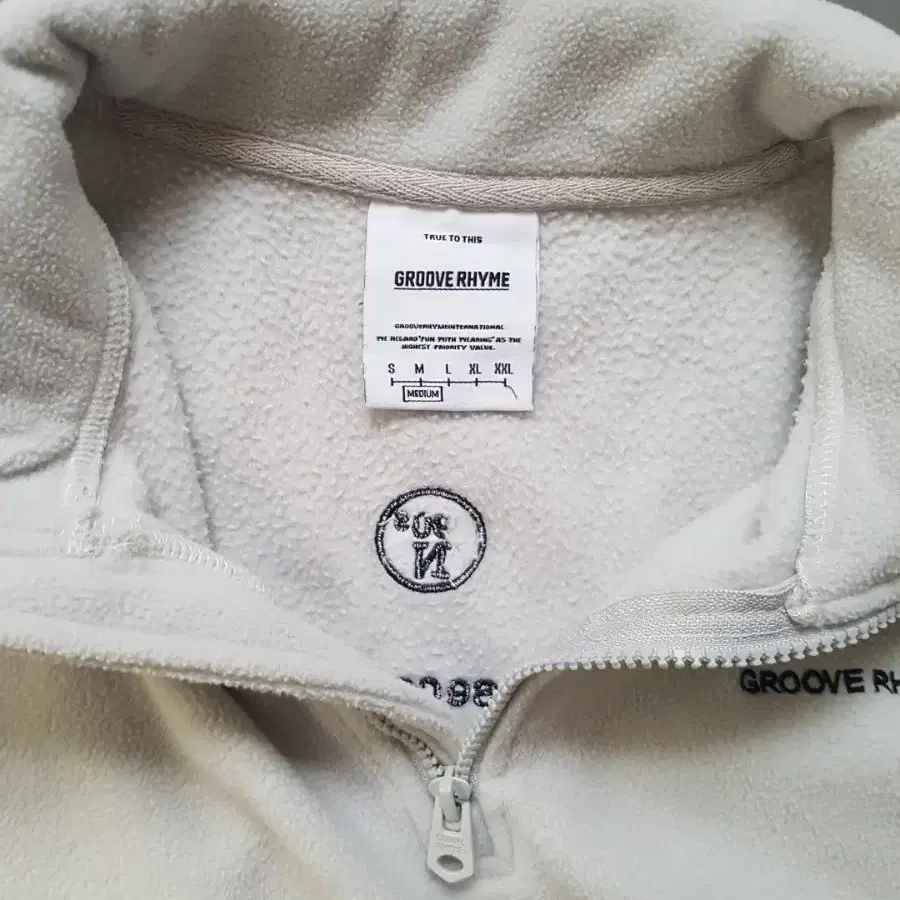 TRUE TO THIS
GROOVE RHYME
GROOVERHYMEINTERNATIONAL
WE REGARD 'FUN WITH WEARING' AS THE
HIGHEST PRIORITY VALUE.
S M L XL XXL
MEDIUM
GROOVE RH